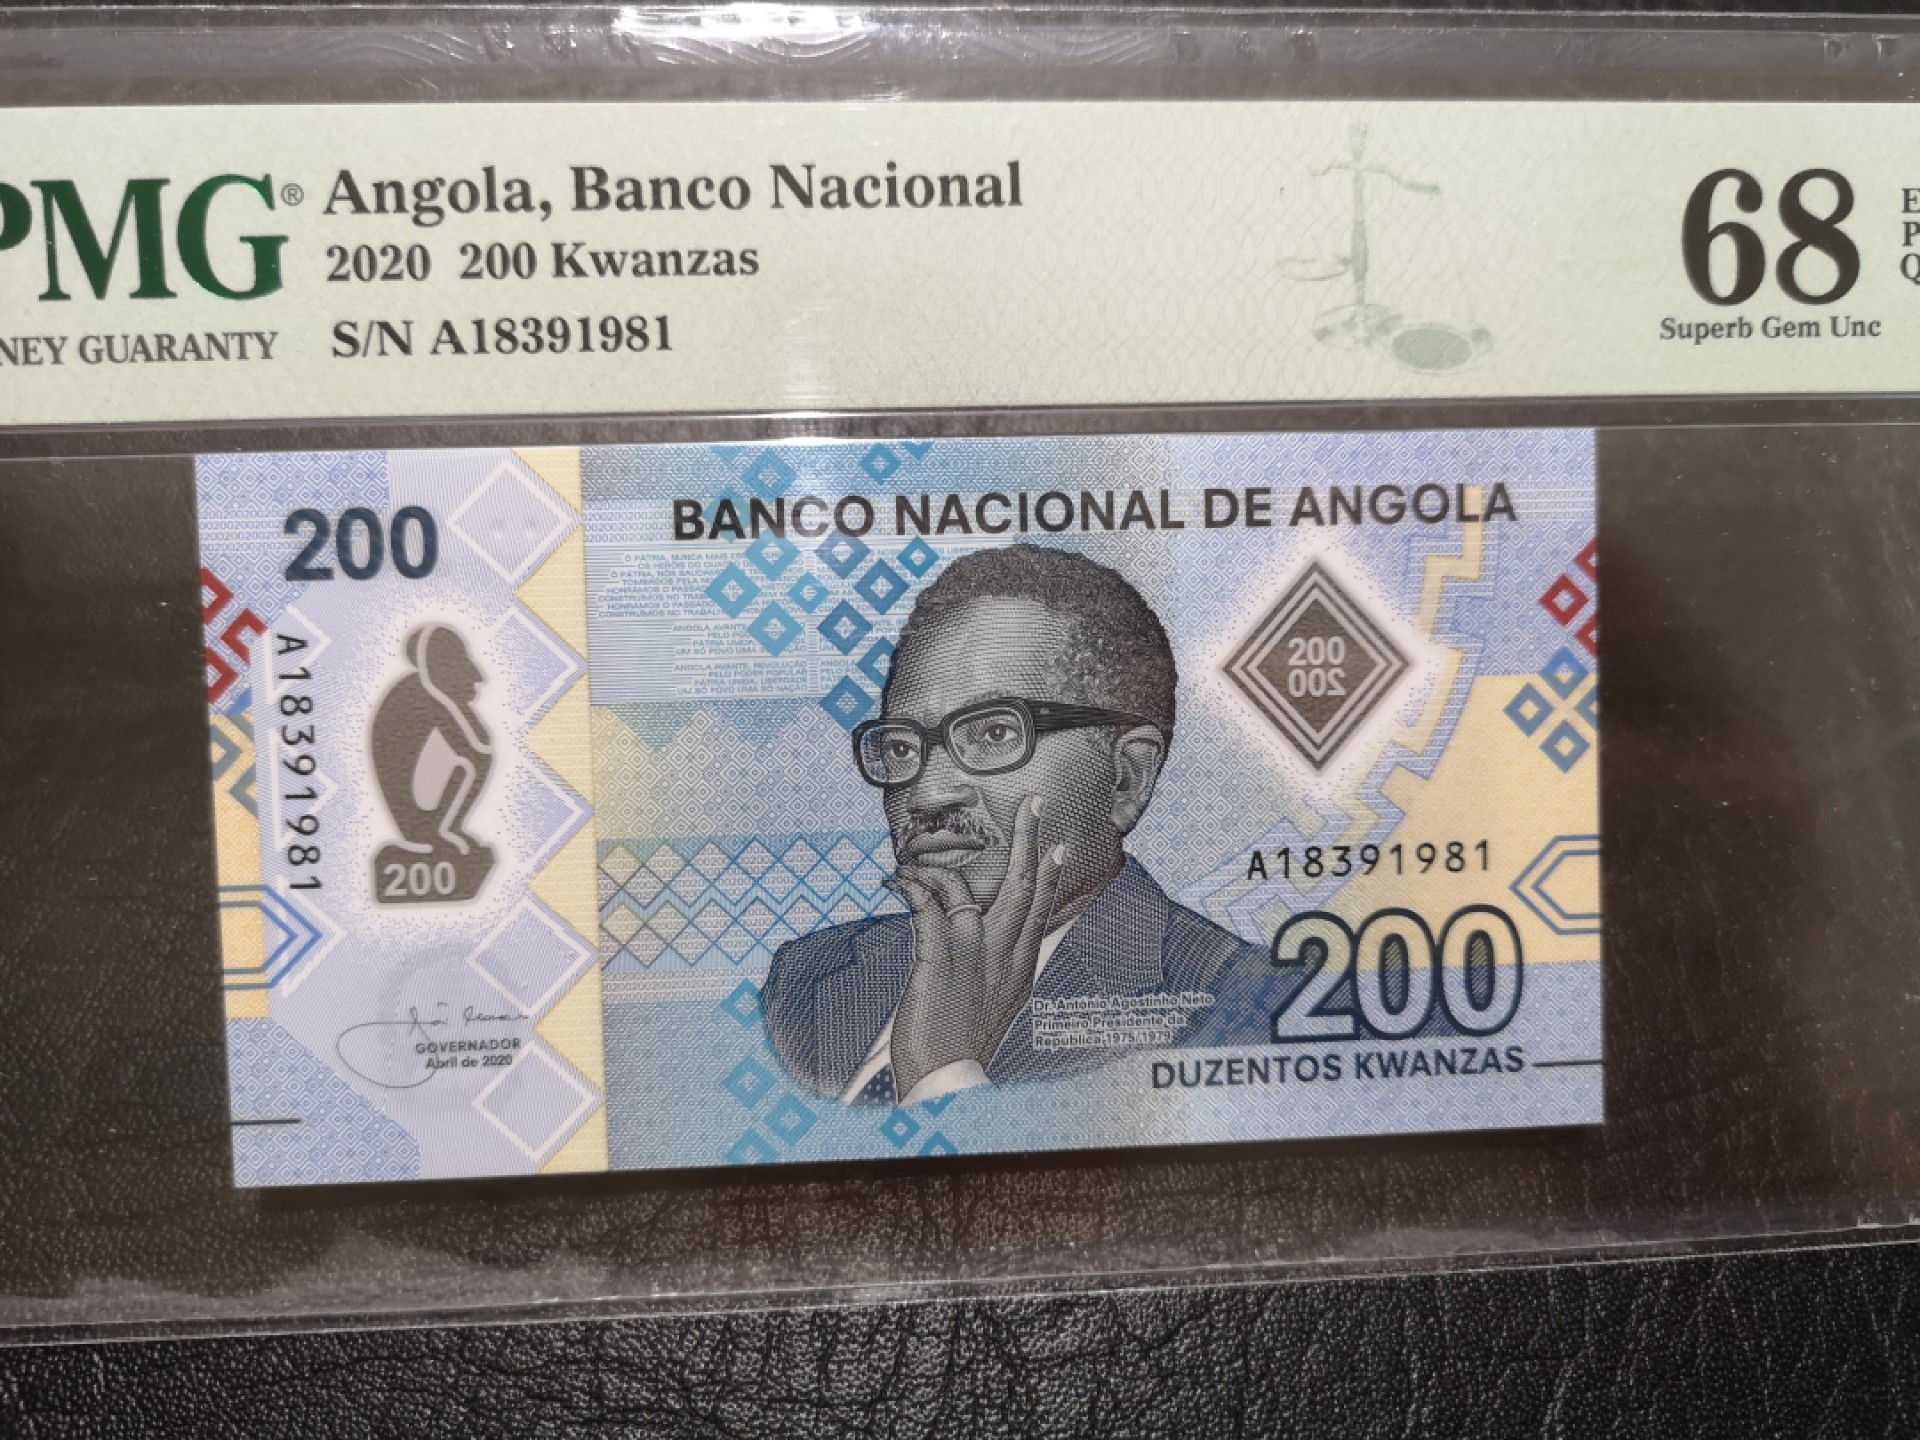 PMG® Angola, Banco Nacional
2020 200 Kwanzas
S/N A18391981
NEY GUARANTY
68
Superb Gem Unc
E
P
Q
BANCO NACIONAL DE ANGOLA
200
A18391981
200
200
200
A18391981
200
Dr. António Agostinho Neto
Primeiro Presidente da
República 1975/1979
GOVERNADOR
Abril de 2020
DUZENTOS KWANZAS